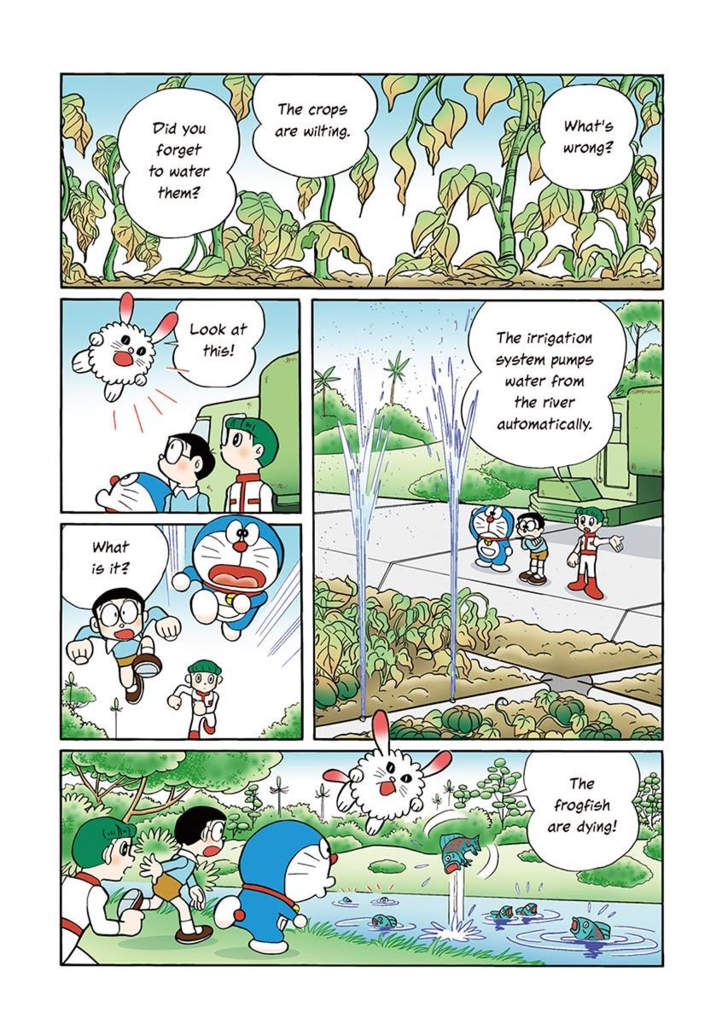 Did you
forget
to water
them?
The crops
are wilting.
What's
wrong?
Look at
this!
The irrigation
system pumps
water from
the river
automatically.
What
is it?
The
frogfish
are dying!